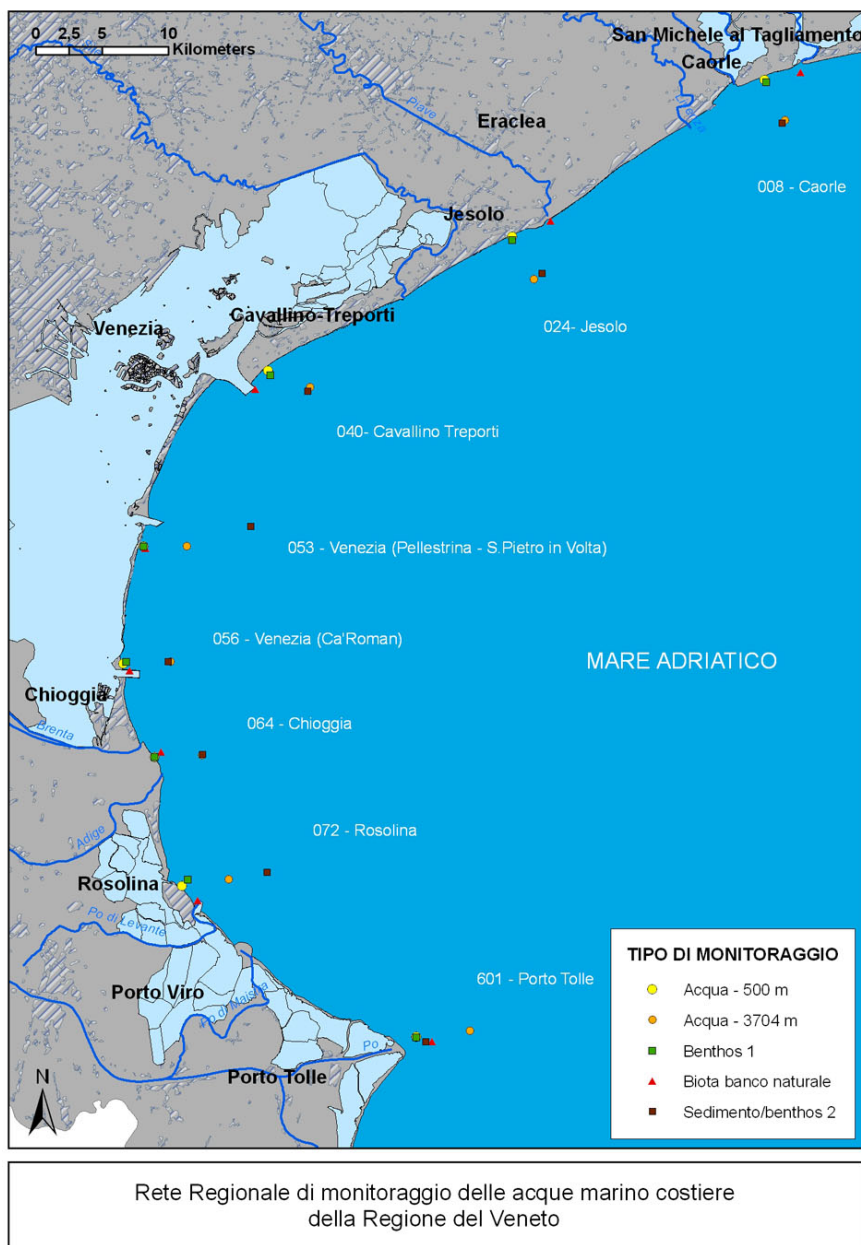 0 2,5 5 10
Kilometers
San Michele al Tagliamento
Caorle
Piave
Eraclea
008 - Caorle
Jesolo
024- Jesolo
Cavallino-Treporti
Venezia
040- Cavallino Treporti
053 - Venezia (Pellestrina - S.Pietro in Volta)
056 - Venezia (Ca'Roman)
MARE ADRIATICO
Chioggia
Brenta
064 - Chioggia
Adige
072 - Rosolina
Rosolina
Po di Levante
Porto Viro
Po di Maistra
601 - Porto Tolle
Po
Porto Tolle
N
TIPO DI MONITORAGGIO
Acqua - 500 m
Acqua - 3704 m
Benthos 1
Biota banco naturale
Sedimento/benthos 2
Rete Regionale di monitoraggio delle acque marino costiere
della Regione del Veneto